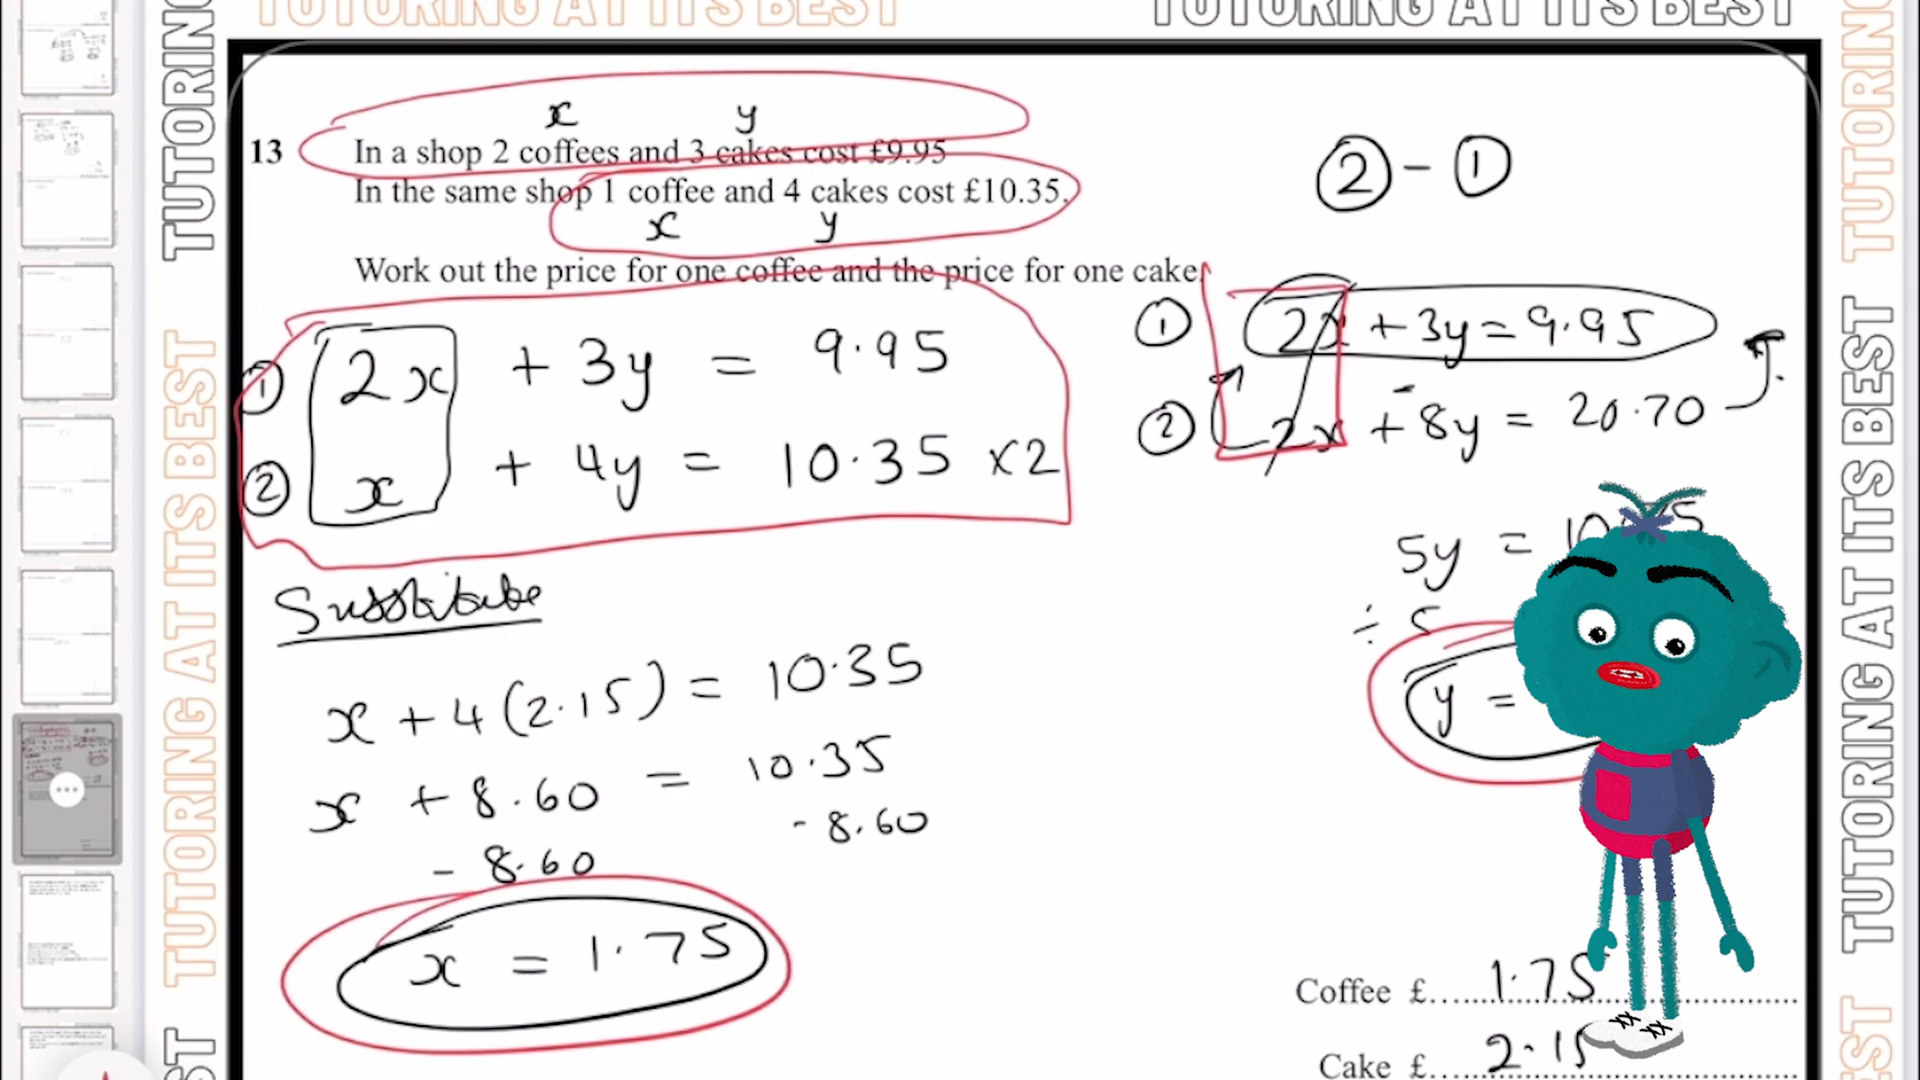 TUTORING AT ITS BEST TUTORING AT ITS BEST
TUTORING
TUTORING AT ITS BEST
TUTORING
TUTORING AT ITS BEST
BEST
x y
13 In a shop 2 coffees and 3 cakes cost £9.95
In the same shop 1 coffee and 4 cakes cost £10.35.
x y
Work out the price for one coffee and the price for one cake.
① 2x + 3y = 9.95
② x + 4y = 10.35 ×2
Substitute
x + 4(2.15) = 10.35
x + 8.60 = 10.35
- 8.60 - 8.60
x = 1.75
② - ①
① 2x + 3y = 9.95
② 2x + 8y = 20.70
5y =
÷ 5
y =
Coffee £ 1.75
Cake £ 2.15